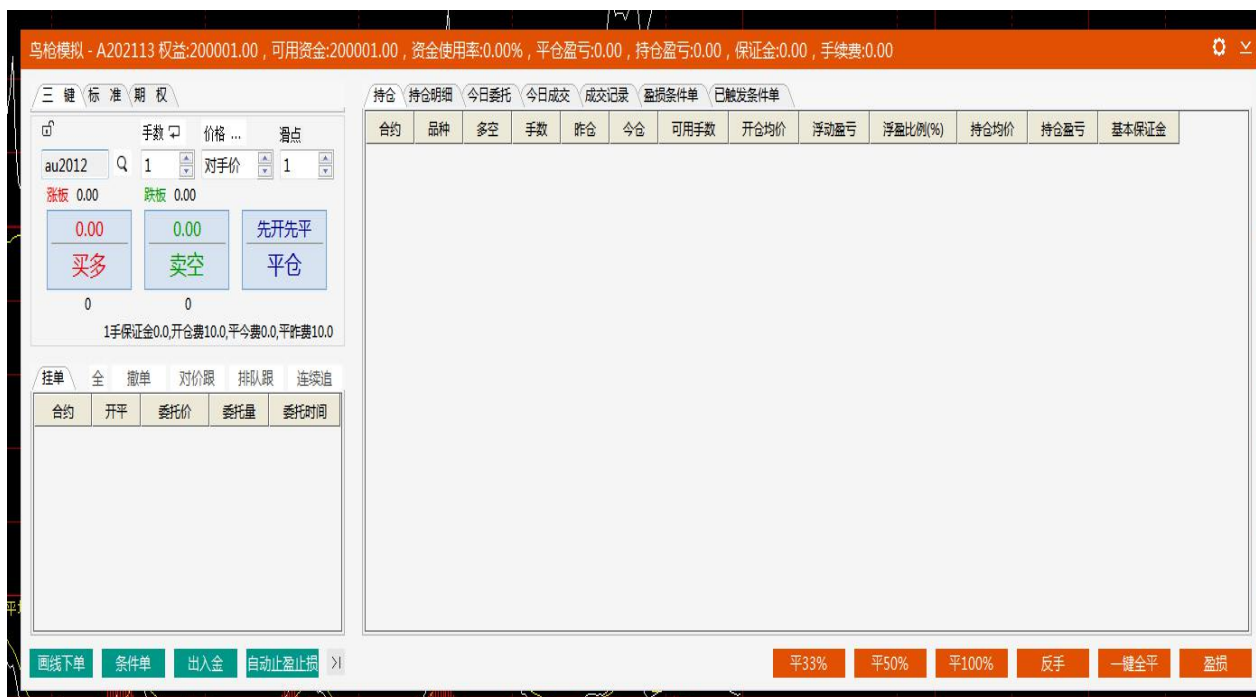 鸟枪模拟 - A202113 权益:200001.00，可用资金:200001.00，资金使用率:0.00%，平仓盈亏:0.00，持仓盈亏:0.00，保证金:0.00，手续费:0.00
三 键 标 准 期 权
持仓 持仓明细 今日委托 今日成交 成交记录 盈损条件单 已触发条件单
合约 品种 多空 手数 昨仓 今仓 可用手数 开仓均价 浮动盈亏 浮盈比例(%) 持仓均价 持仓盈亏 基本保证金
手数 价格 ... 滑点
au2012 1 对手价 1
涨板 0.00 跌板 0.00
0.00 0.00 先开先平
买多 卖空 平仓
0 0
1手保证金0.0,开仓费10.0,平今费0.0,平昨费10.0
挂单 全 撤单 对价跟 排队跟 连续追
合约 开平 委托价 委托量 委托时间
画线下单 条件单 出入金 自动止盈止损 平33% 平50% 平100% 反手 一键全平 盈损